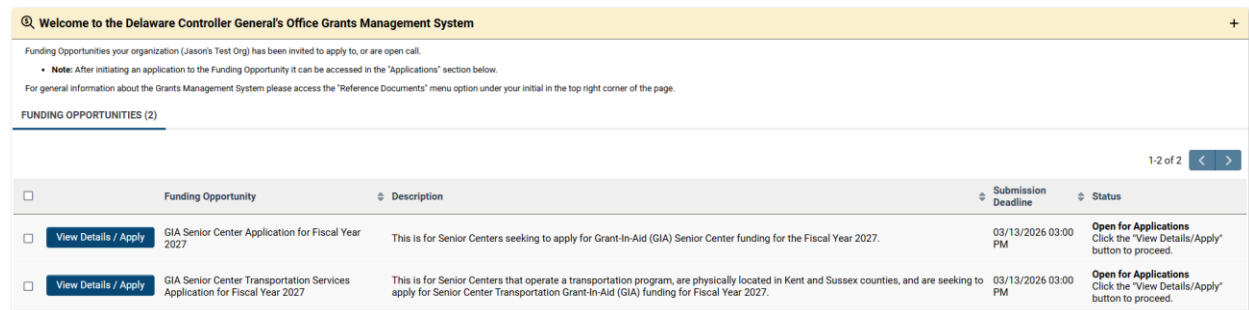 Welcome to the Delaware Controller General's Office Grants Management System
+
Funding Opportunities your organization (Jason's Test Org) has been invited to apply to, or are open call.
• Note: After initiating an application to the Funding Opportunity it can be accessed in the "Applications" section below.
For general information about the Grants Management System please access the "Reference Documents" menu option under your initial in the top right corner of the page.
FUNDING OPPORTUNITIES (2)
1-2 of 2
Funding Opportunity Description Submission Deadline Status
View Details / Apply
GIA Senior Center Application for Fiscal Year
2027
This is for Senior Centers seeking to apply for Grant-In-Aid (GIA) Senior Center funding for the Fiscal Year 2027.
03/13/2026 03:00
PM
Open for Applications
Click the "View Details/Apply"
button to proceed.
View Details / Apply
GIA Senior Center Transportation Services
Application for Fiscal Year 2027
This is for Senior Centers that operate a transportation program, are physically located in Kent and Sussex counties, and are seeking to
apply for Senior Center Transportation Grant-In-Aid (GIA) funding for Fiscal Year 2027.
03/13/2026 03:00
PM
Open for Applications
Click the "View Details/Apply"
button to proceed.